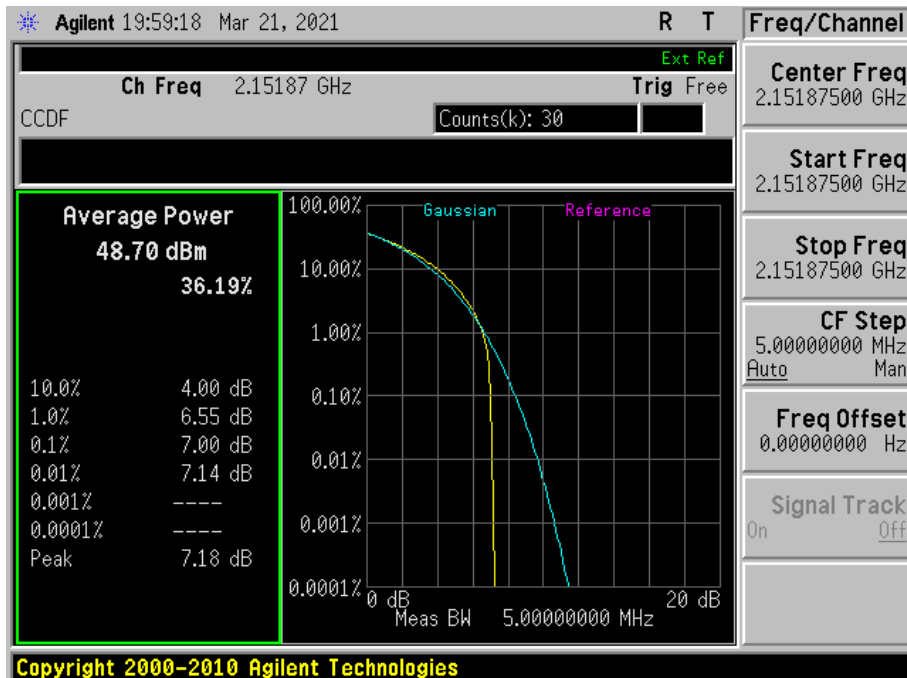 Agilent 19:59:18 Mar 21, 2021 R T
Ext Ref
Ch Freq 2.15187 GHz Trig Free
CCDF Counts(k): 30
Average Power
48.70 dBm
36.19%
10.0% 4.00 dB
1.0% 6.55 dB
0.1% 7.00 dB
0.01% 7.14 dB
0.001% ----
0.0001% ----
Peak 7.18 dB
Gaussian Reference
100.00%
10.00%
1.00%
0.10%
0.01%
0.001%
0.0001%
0 dB 20 dB
Meas BW 5.00000000 MHz
Freq/Channel
Center Freq
2.15187500 GHz
Start Freq
2.15187500 GHz
Stop Freq
2.15187500 GHz
CF Step
5.00000000 MHz
Auto Man
Freq Offset
0.00000000 Hz
Signal Track
On Off
Copyright 2000-2010 Agilent Technologies